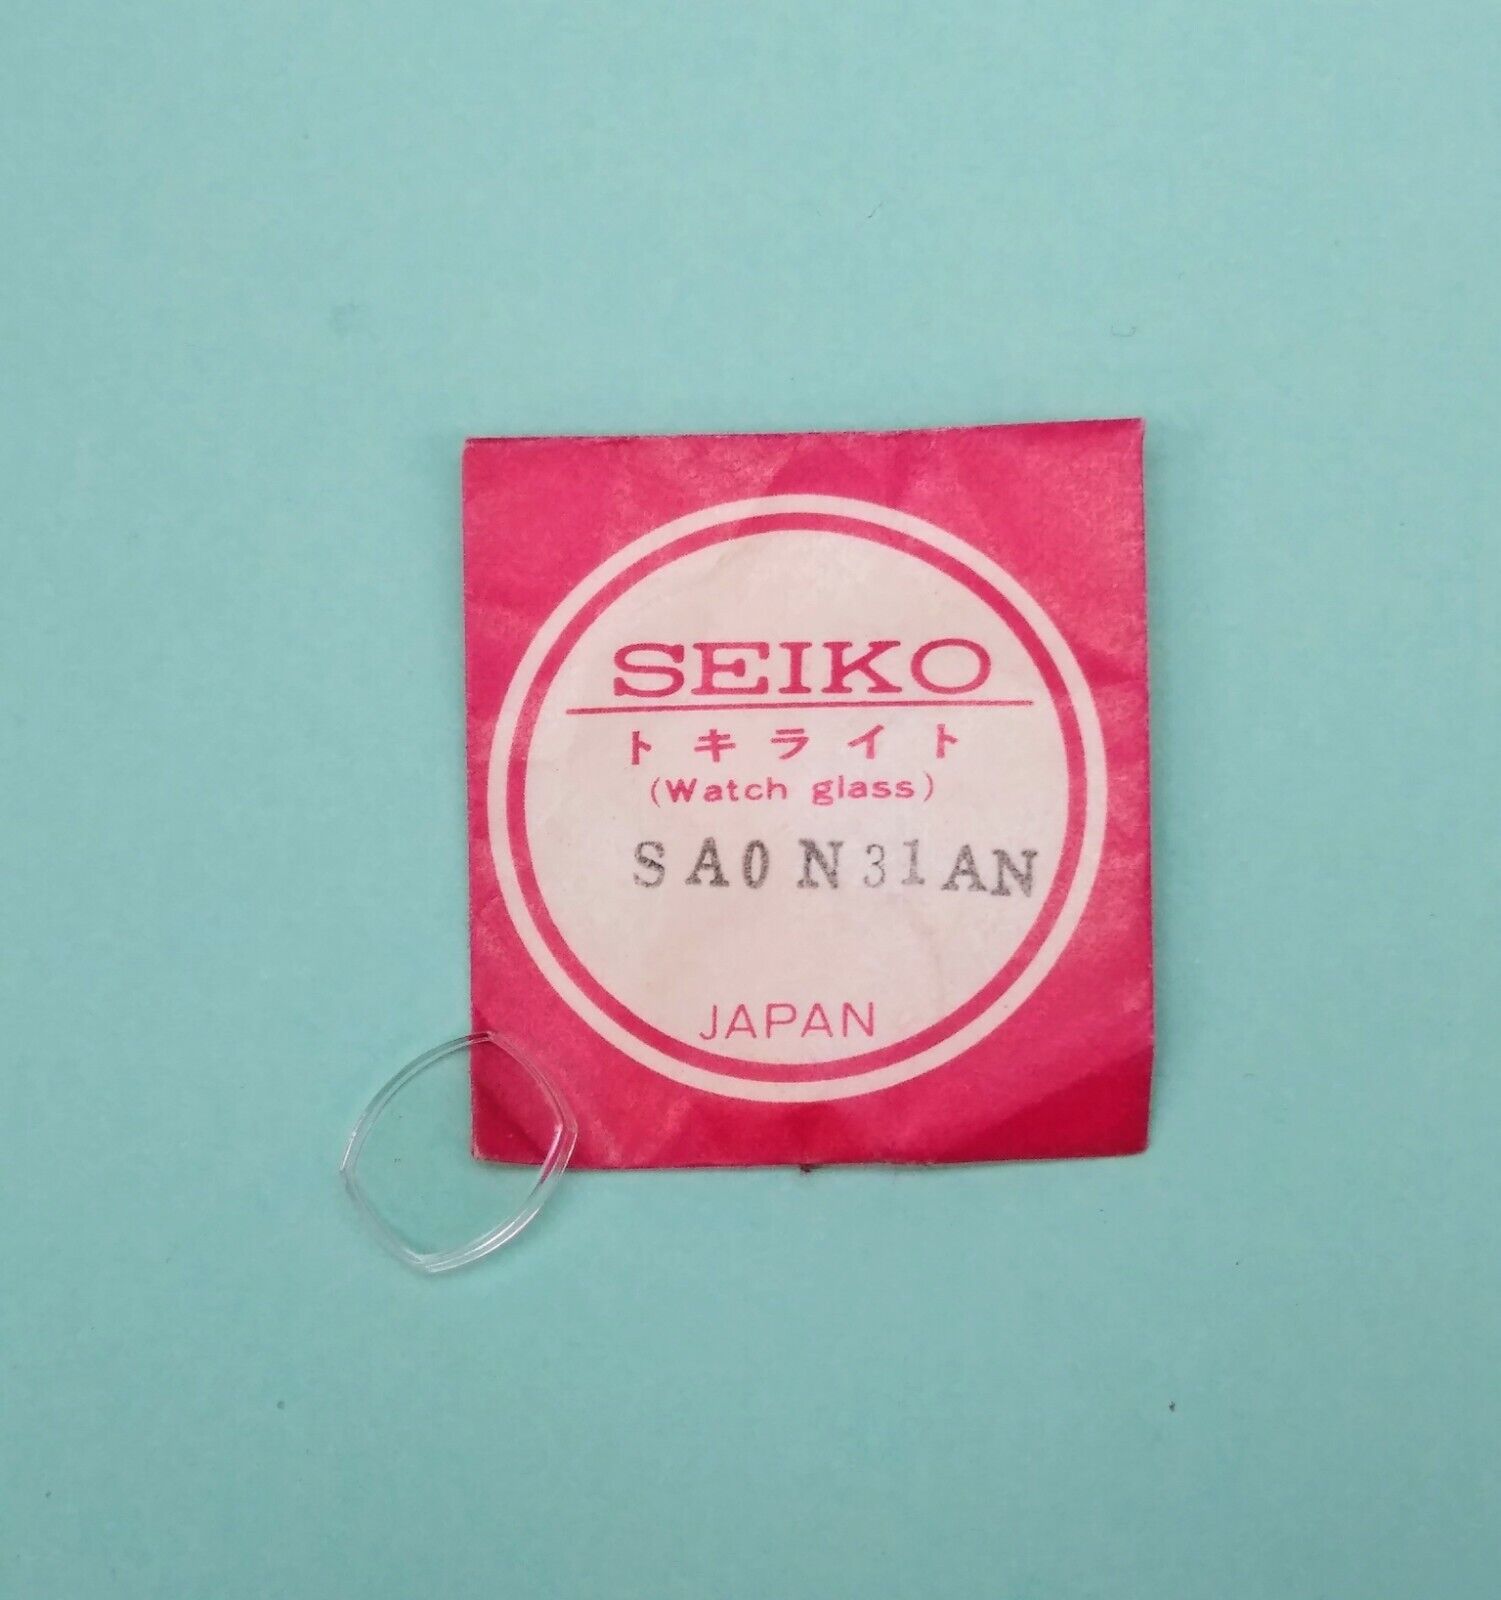 SEIKO
トキライト
(Watch glass)
SA0N31AN
JAPAN